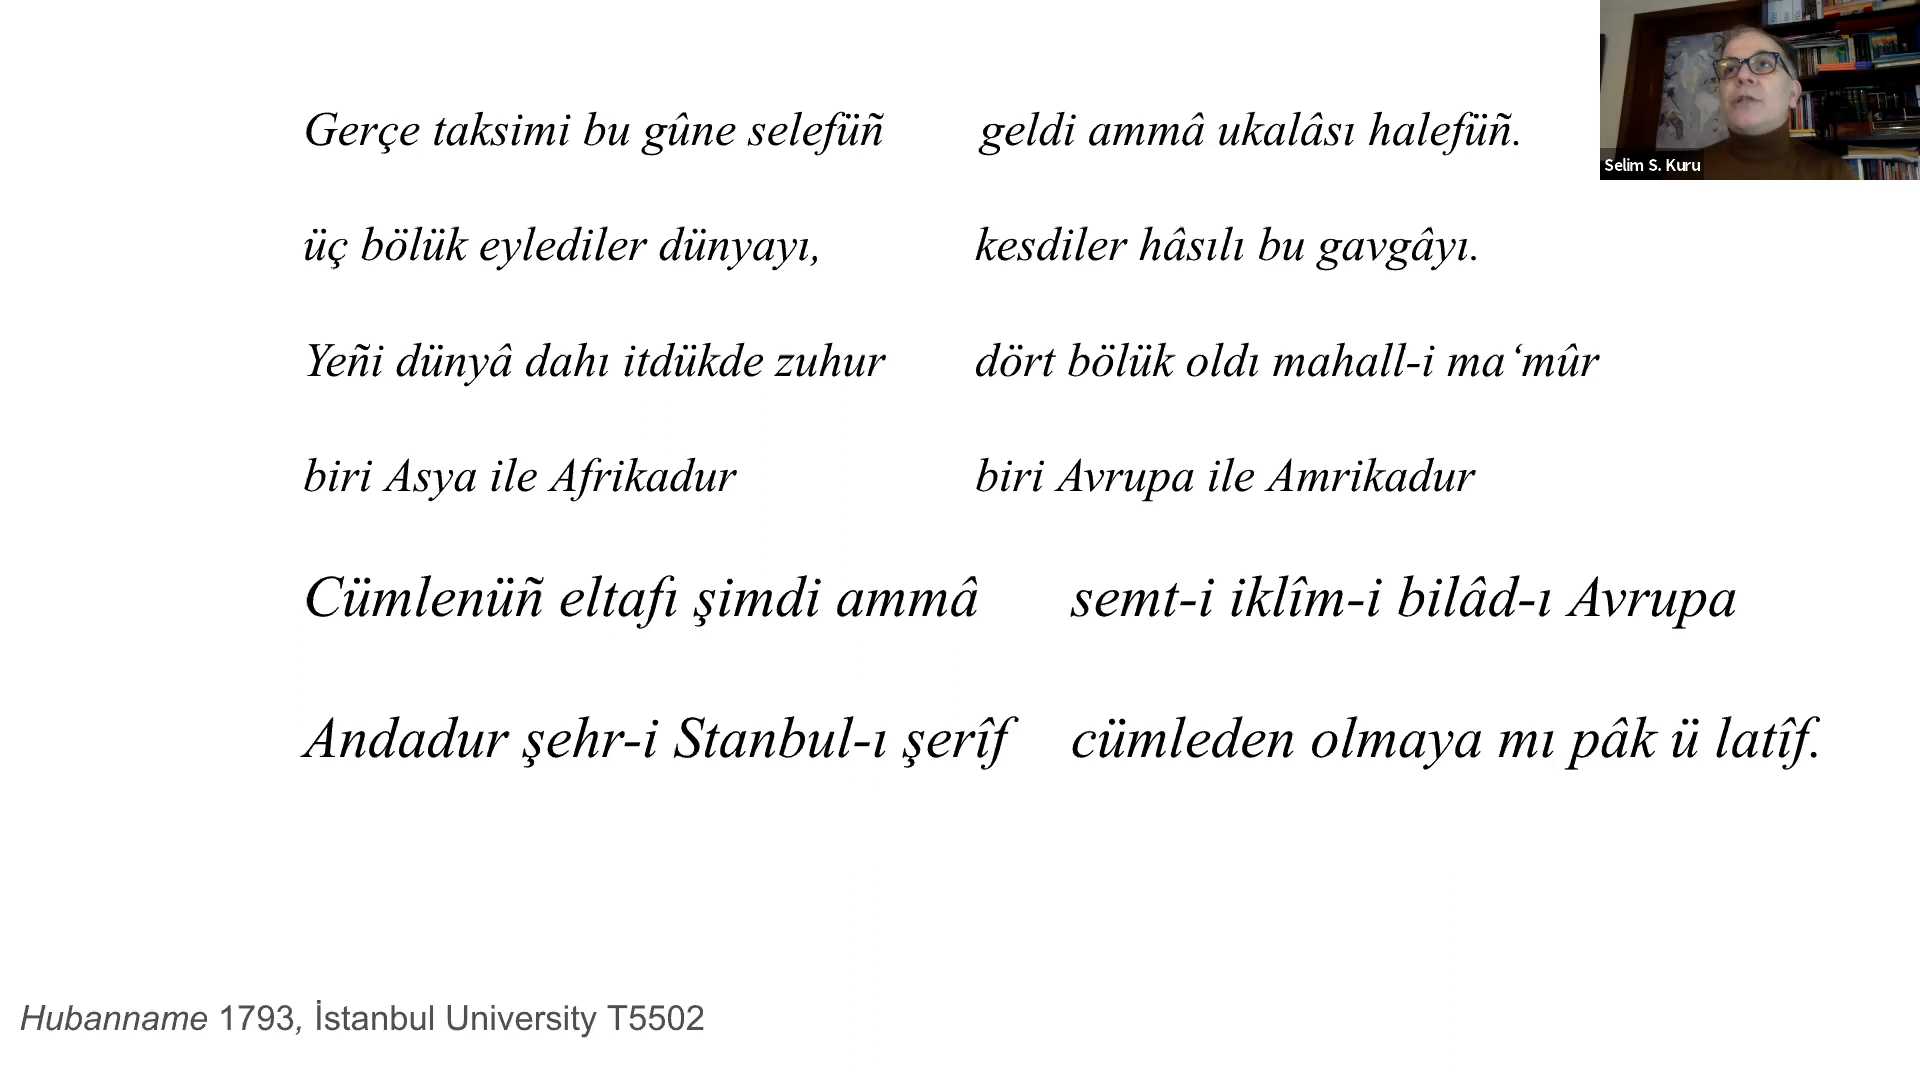 Gerçe taksimi bu gûne selefüñ geldi ammâ ukalâsı halefüñ.
üç bölük eylediler dünyayı, kesdiler hâsılı bu gavgâyı.
Yeñi dünyâ dahı itdükde zuhur dört bölük oldı mahall-i ma‘mûr
biri Asya ile Afrikadur biri Avrupa ile Amrikadur
Cümlenüñ eltafı şimdi ammâ semt-i iklîm-i bilâd-ı Avrupa
Andadur şehr-i Stanbul-ı şerîf cümleden olmaya mı pâk ü latîf.
Hubanname 1793, İstanbul University T5502
Selim S. Kuru